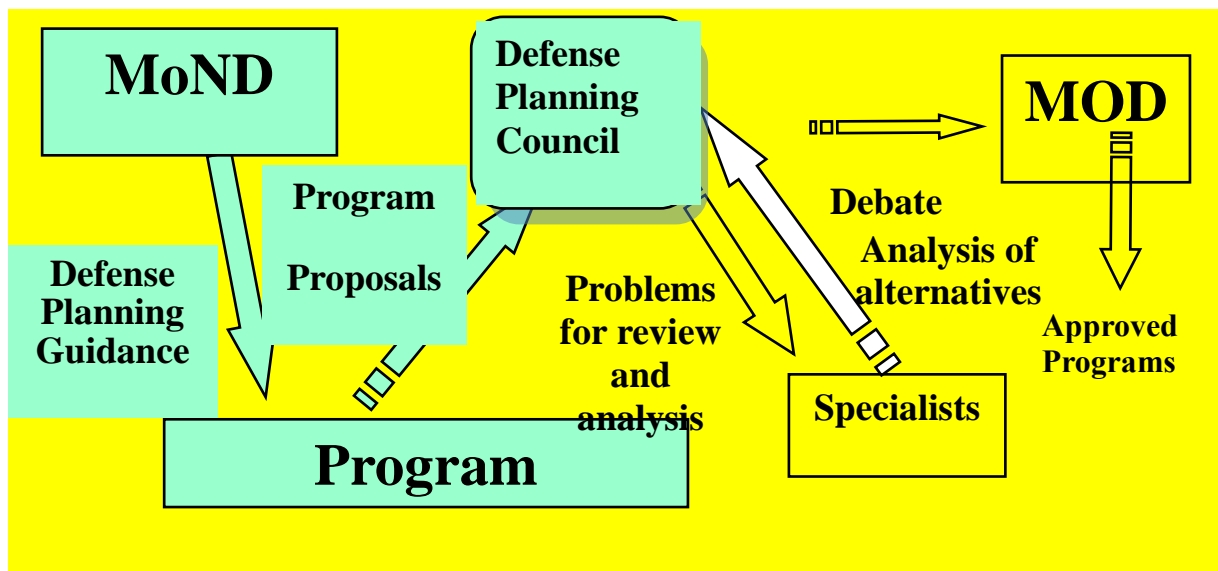 MoND
Defense
Planning
Council
MOD
Program
Proposals
Defense
Planning
Guidance
Debate
Analysis of
alternatives
Problems
for review
and
analysis
Approved
Programs
Specialists
Program